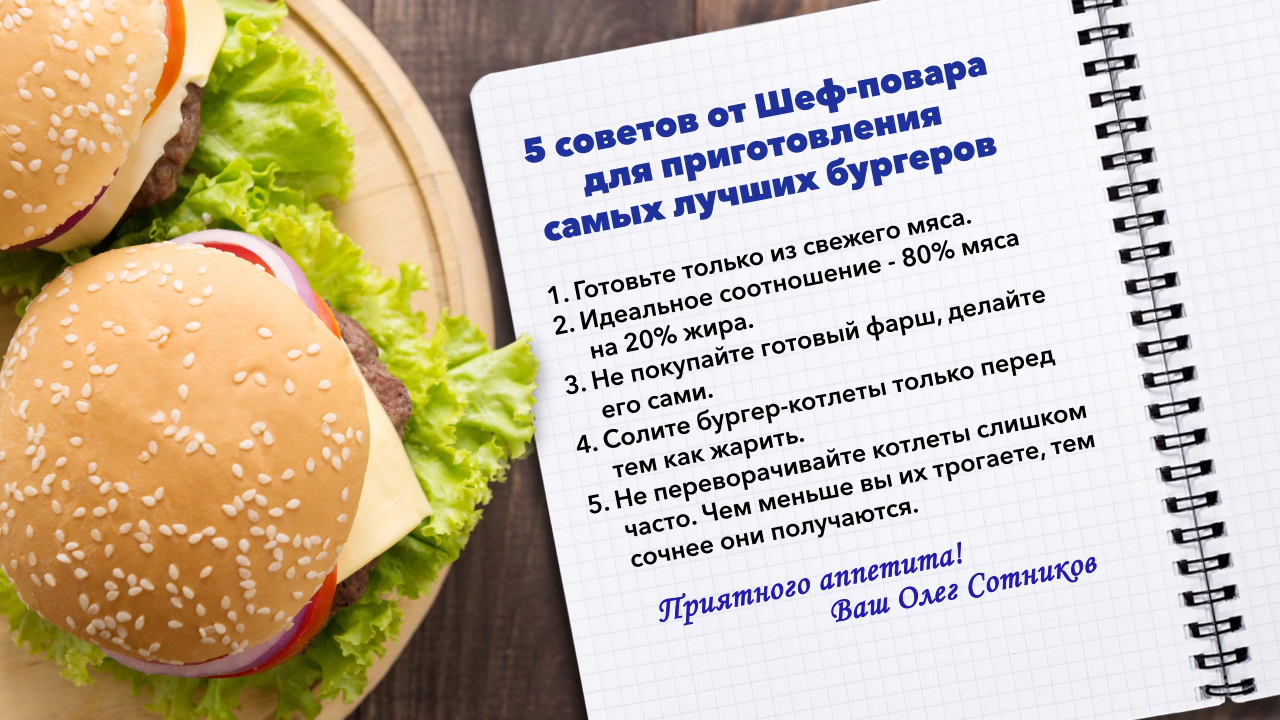 5 советов от Шеф-повара
для приготовления
самых лучших бургеров
1. Готовьте только из свежего мяса.
2. Идеальное соотношение - 80% мяса
на 20% жира.
3. Не покупайте готовый фарш, делайте
его сами.
4. Солите бургер-котлеты только перед
тем как жарить.
5. Не переворачивайте котлеты слишком
часто. Чем меньше вы их трогаете, тем
сочнее они получаются.
Приятного аппетита!
Ваш Олег Сотников